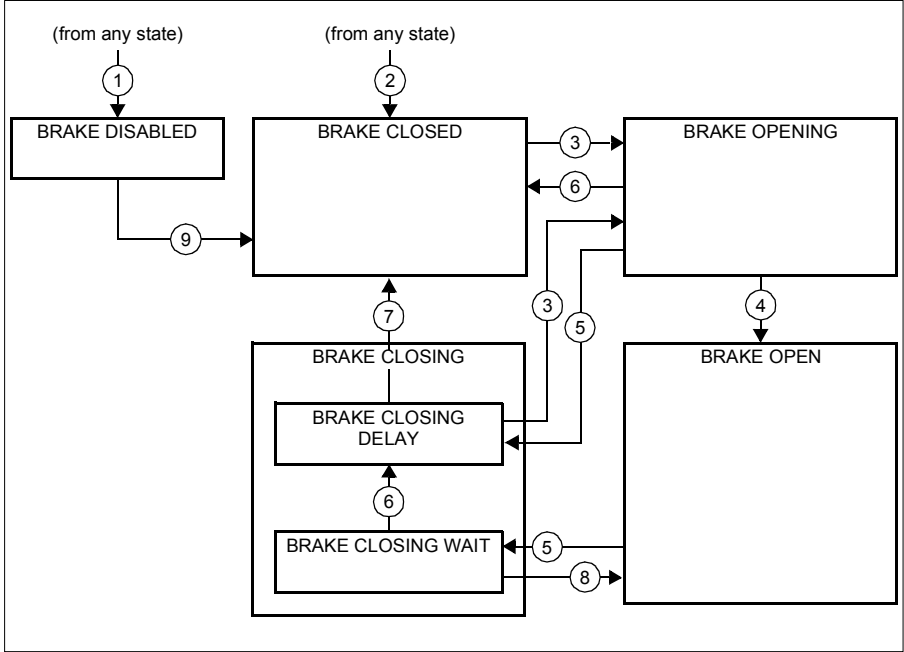 (from any state)
(from any state)
1
2
BRAKE DISABLED
BRAKE CLOSED
BRAKE OPENING
3
6
9
7
3
5
4
BRAKE CLOSING
BRAKE OPEN
BRAKE CLOSING
DELAY
6
BRAKE CLOSING WAIT
5
8